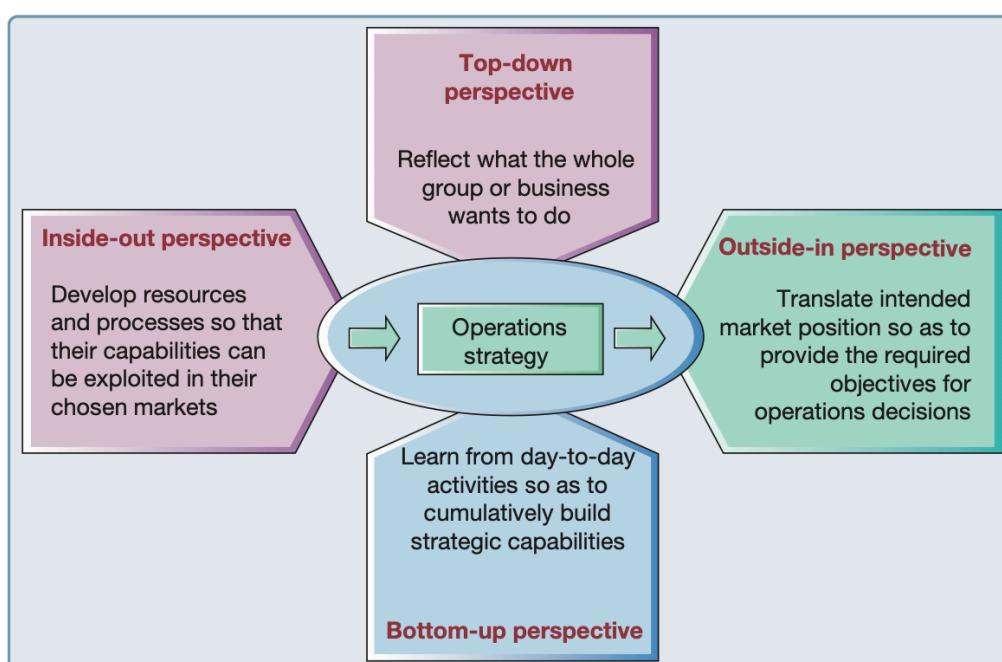 Top-down
perspective
Reflect what the whole
group or business
wants to do
Inside-out perspective
Develop resources
and processes so that
their capabilities can
be exploited in their
chosen markets
Operations
strategy
Outside-in perspective
Translate intended
market position so as to
provide the required
objectives for
operations decisions
Learn from day-to-day
activities so as to
cumulatively build
strategic capabilities
Bottom-up perspective